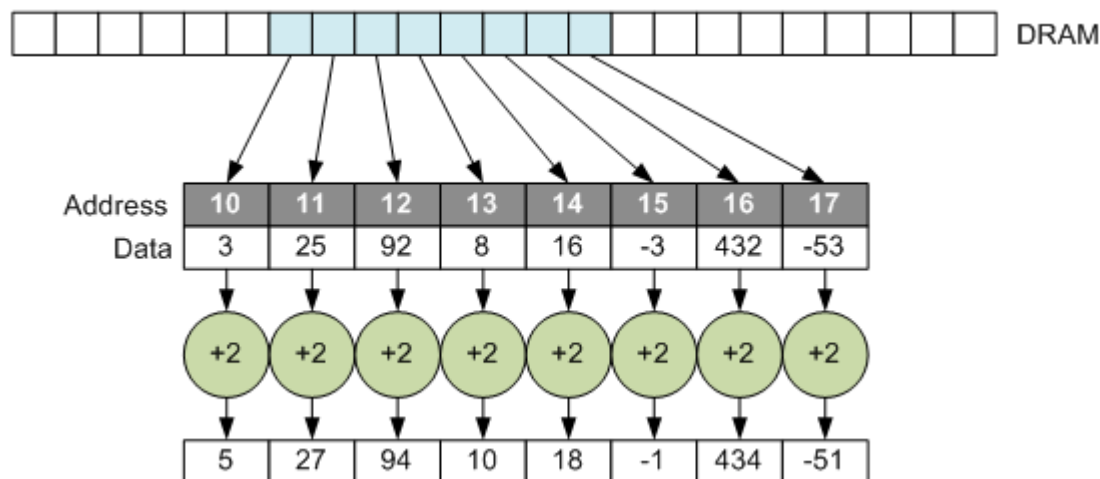 DRAM
Address 10 11 12 13 14 15 16 17
Data 3 25 92 8 16 -3 432 -53
+2 +2 +2 +2 +2 +2 +2 +2
5 27 94 10 18 -1 434 -51